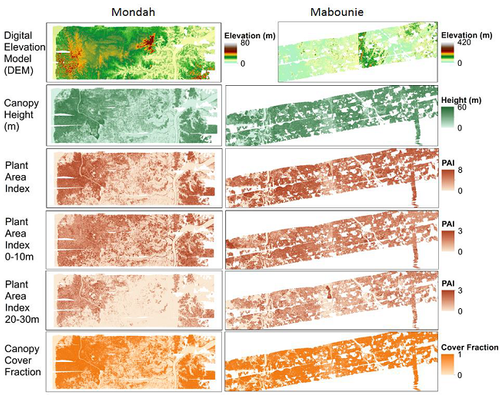 Mondah
Mabounie
Digital
Elevation
Model
(DEM)
Elevation (m)
80
0
Elevation (m)
420
0
Canopy
Height
(m)
Height (m)
60
0
Plant
Area
Index
PAI
8
0
Plant
Area
Index
0-10m
PAI
3
0
Plant
Area
Index
20-30m
PAI
3
0
Canopy
Cover
Fraction
Cover Fraction
1
0